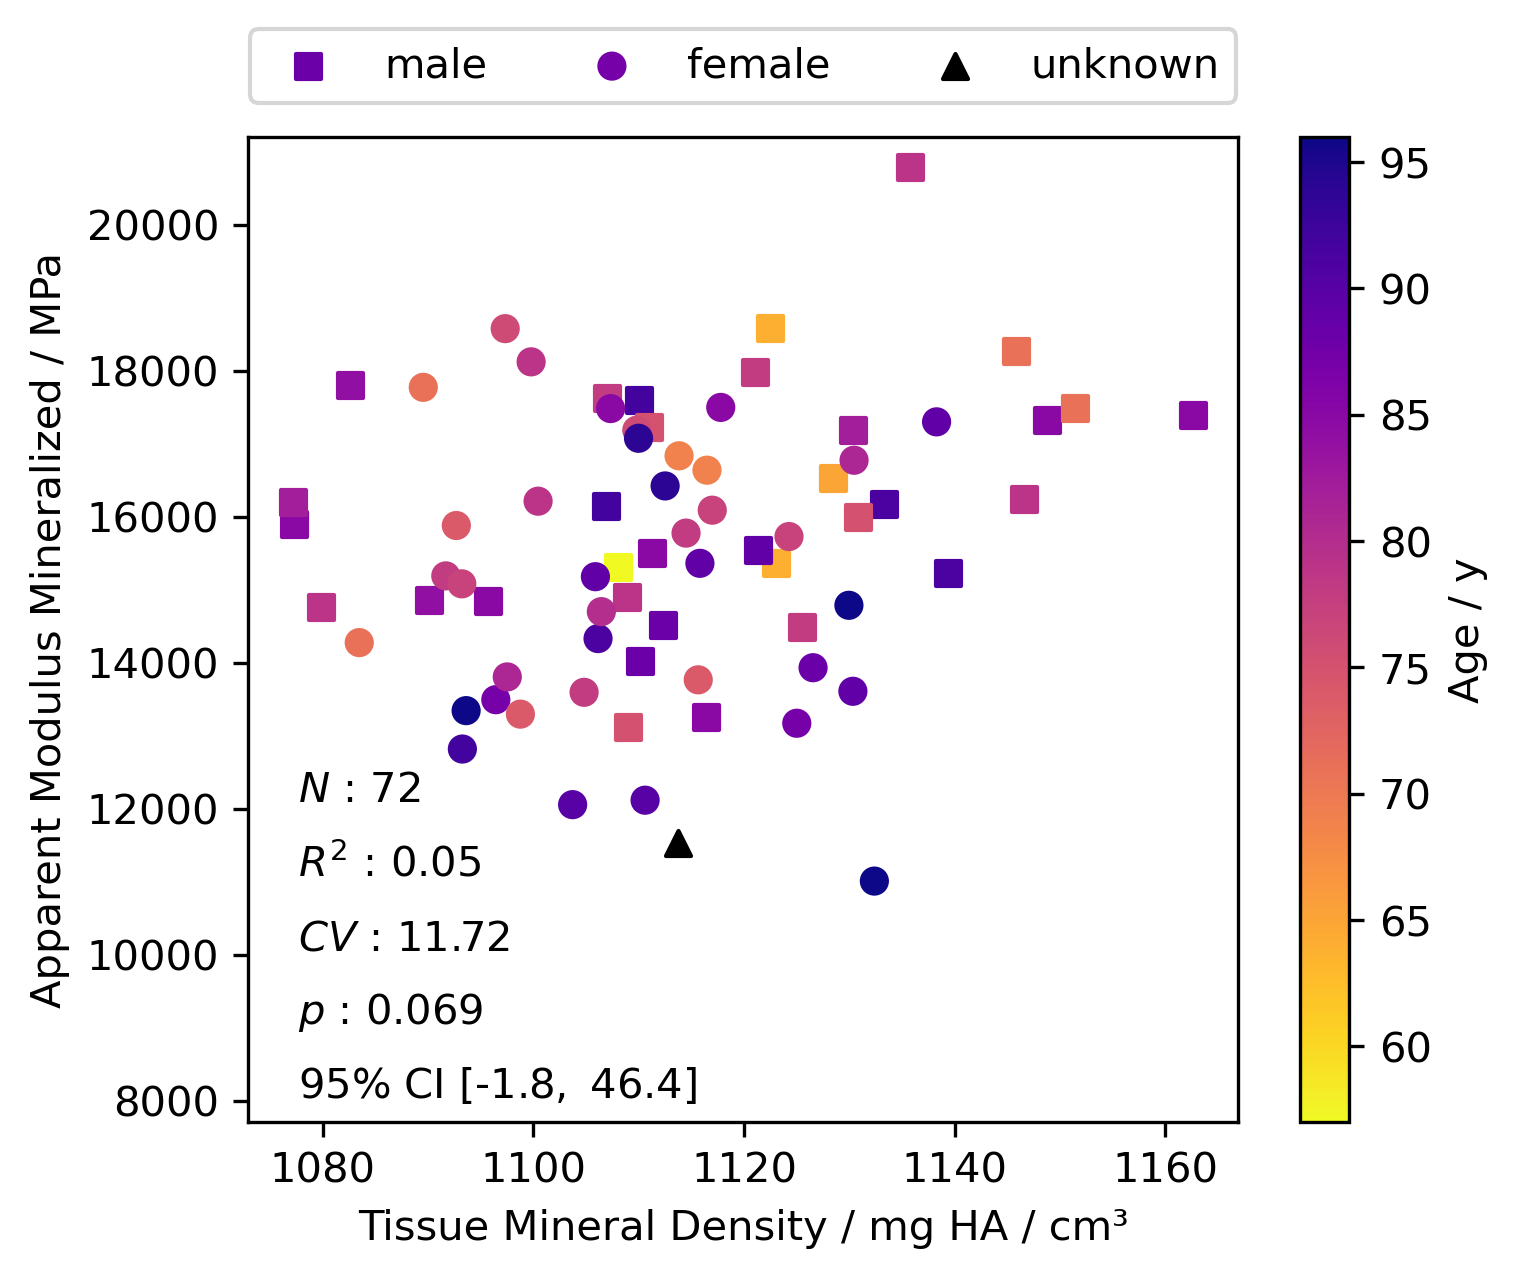 male female unknown
20000
18000
16000
14000
12000
10000
8000
Apparent Modulus Mineralized / MPa
N : 72
R² : 0.05
CV : 11.72
p : 0.069
95% CI [-1.8, 46.4]
1080 1100 1120 1140 1160
Tissue Mineral Density / mg HA / cm³
95
90
85
80
75
70
65
60
Age / y